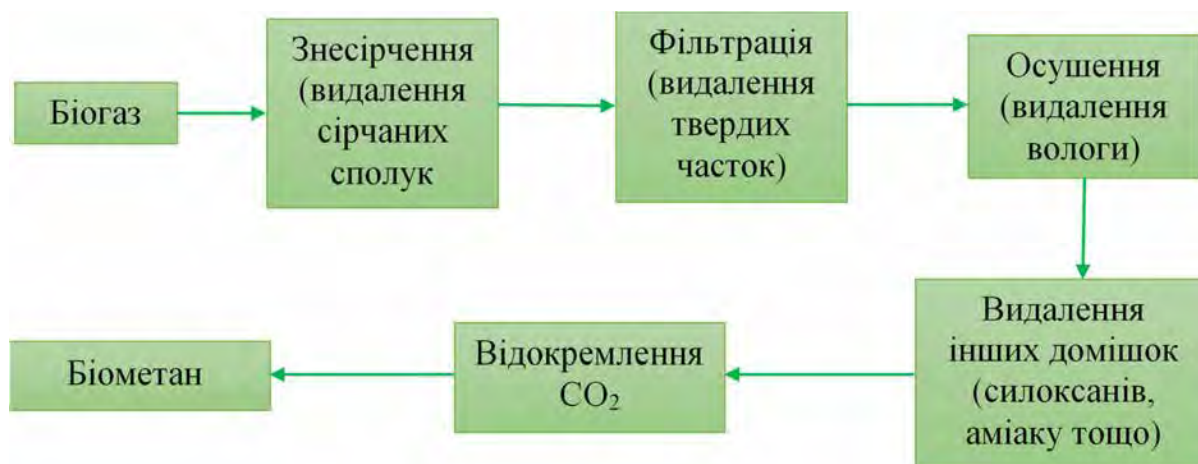 Біогаз
Знесірчення
(видалення
сірчаних
сполук
Фільтрація
(видалення
твердих
часток)
Осушення
(видалення
вологи)
Видалення
інших домішок
(силоксанів,
аміаку тощо)
Відокремлення
CO₂
Біометан